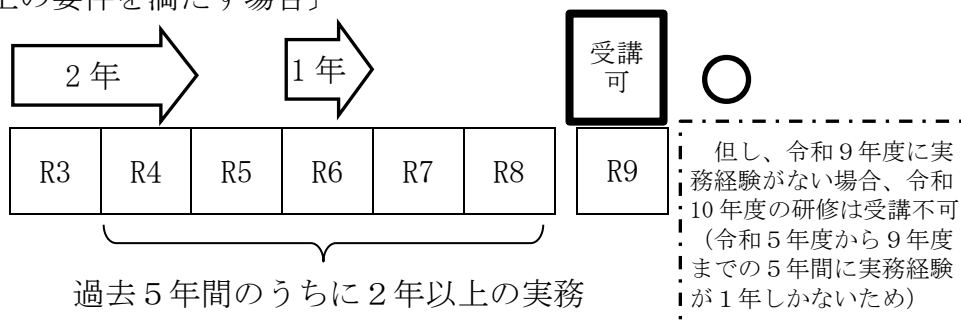 上の要件を満たす場合〕
2年
1年
受講
可
○
R3 R4 R5 R6 R7 R8 R9
但し、令和９年度に実
務経験がない場合、令和
10年度の研修は受講不可
（令和５年度から９年度
までの５年間に実務経験
が１年しかないため）
過去５年間のうちに２年以上の実務